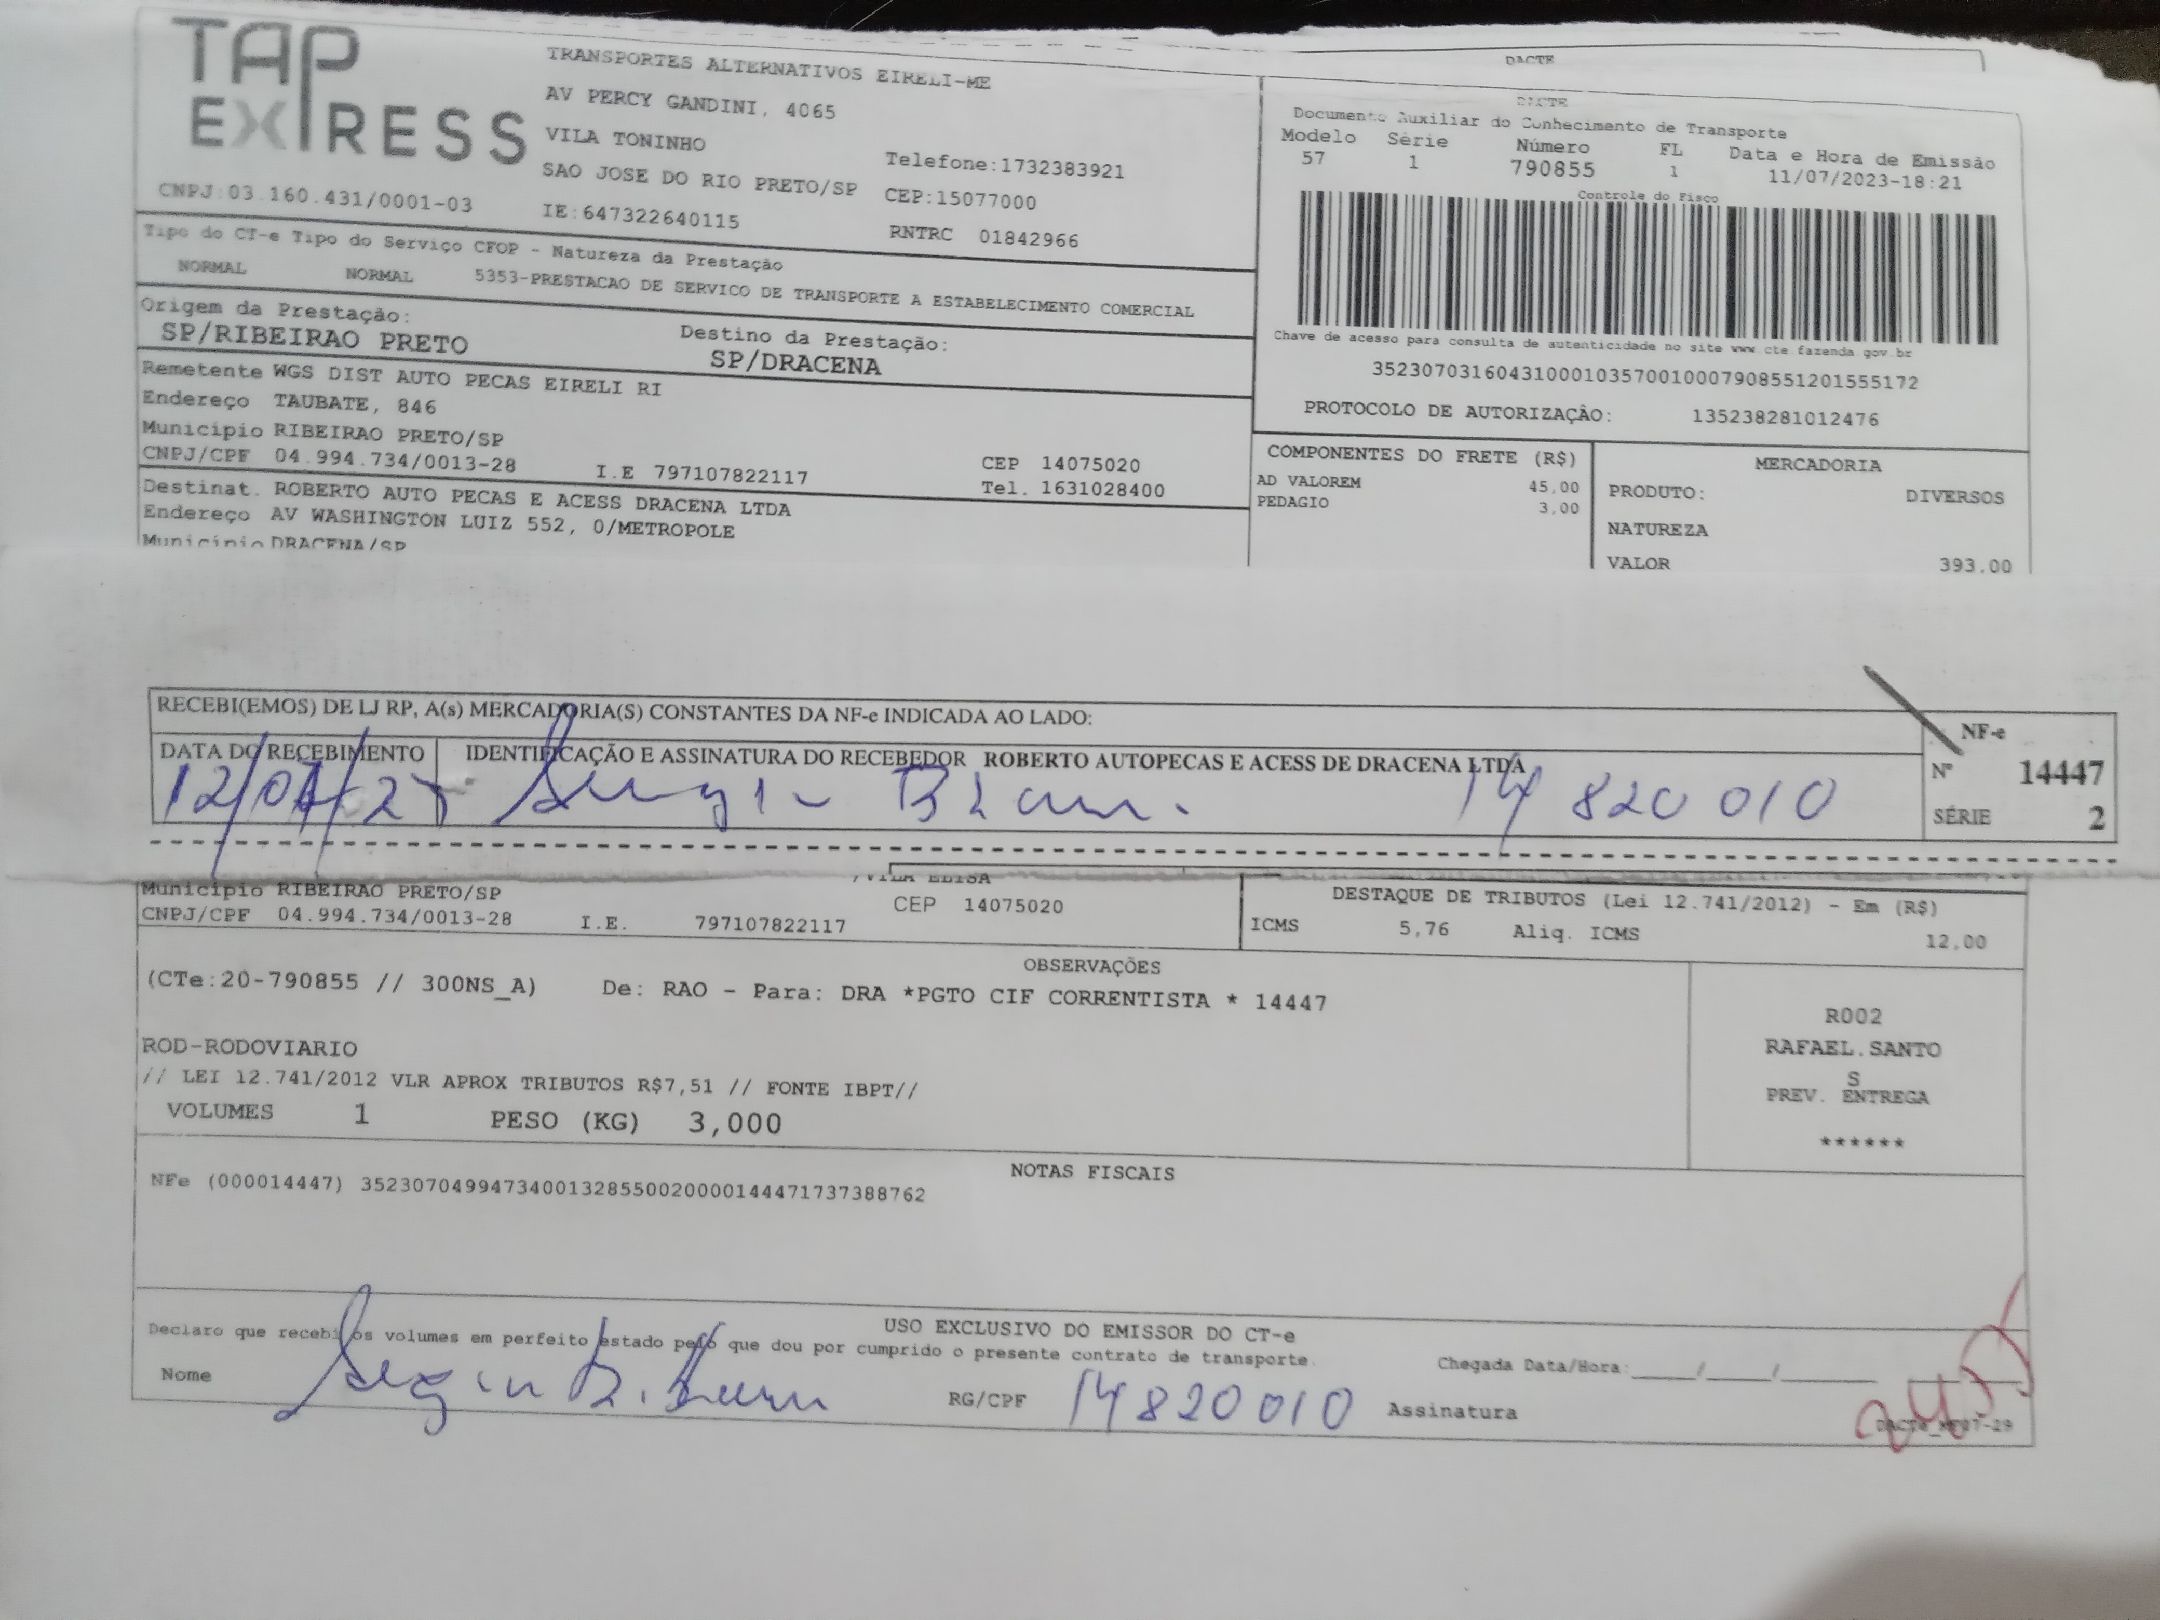 TAP
EXPRESS
TRANSPORTES ALTERNATIVOS EIRELI-ME
AV PERCY GANDINI, 4065
VILA TONINHO
SAO JOSE DO RIO PRETO/SP
Telefone:1732383921
CEP:15077000
CNPJ:03.160.431/0001-03
IE:647322640115
RNTRC 01842966
DACTE
DACTE
Documento Auxiliar do Conhecimento de Transporte
Modelo Série Número FL Data e Hora de Emissão
57 1 790855 1 11/07/2023-18:21
Controle do Fisco
Tipo do CT-e Tipo do Serviço CFOP - Natureza da Prestação
NORMAL NORMAL 5353-PRESTACAO DE SERVICO DE TRANSPORTE A ESTABELECIMENTO COMERCIAL
Origem da Prestação: Destino da Prestação:
SP/RIBEIRAO PRETO SP/DRACENA
Chave de acesso para consulta de autenticidade no site www.cte.fazenda.gov.br
35230703160431000103570010007908551201555172
PROTOCOLO DE AUTORIZAÇÃO: 135238281012476
Remetente WGS DIST AUTO PECAS EIRELI RI
Endereço TAUBATE, 846
Município RIBEIRAO PRETO/SP
CEP 14075020
CNPJ/CPF 04.994.734/0013-28 I.E 797107822117 Tel. 1631028400
Destinat. ROBERTO AUTO PECAS E ACESS DRACENA LTDA
Endereço AV WASHINGTON LUIZ 552, 0/METROPOLE
Município DRACENA/SP
COMPONENTES DO FRETE (R$)
AD VALOREM 45,00
PEDAGIO 3,00
MERCADORIA
PRODUTO: DIVERSOS
NATUREZA
VALOR 393.00
RECEBI(EMOS) DE LJ RP, A(s) MERCADORIA(S) CONSTANTES DA NF-e INDICADA AO LADO:
DATA DO RECEBIMENTO IDENTIFICAÇÃO E ASSINATURA DO RECEBEDOR ROBERTO AUTOPECAS E ACESS DE DRACENA LTDA
14820010
NF-e
Nº 14447
SÉRIE 2
/VILA ELISA
Município RIBEIRAO PRETO/SP
CEP 14075020
CNPJ/CPF 04.994.734/0013-28 I.E. 797107822117
DESTAQUE DE TRIBUTOS (Lei 12.741/2012) - Em (R$)
ICMS 5,76 Aliq. ICMS 12,00
OBSERVAÇÕES
(CTe:20-790855 // 300NS_A) De: RAO - Para: DRA *PGTO CIF CORRENTISTA * 14447
ROD-RODOVIARIO
// LEI 12.741/2012 VLR APROX TRIBUTOS R$7,51 // FONTE IBPT//
VOLUMES 1 PESO (KG) 3,000
R002
RAFAEL.SANTO
S
PREV. ENTREGA
******
NOTAS FISCAIS
NFe (000014447) 35230704994734001328550020000144471737388762
USO EXCLUSIVO DO EMISSOR DO CT-e
Declaro que recebi os volumes em perfeito estado pelo que dou por cumprido o presente contrato de transporte.
Chegada Data/Hora:____/____/______
Nome RG/CPF 14820010 Assinatura